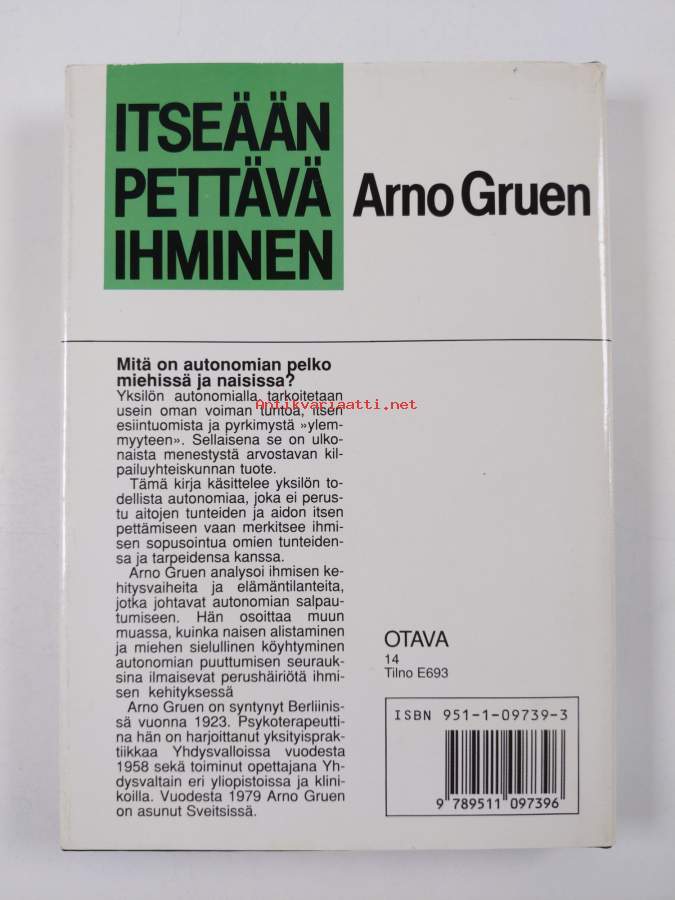 ITSEÄÄN
PETTÄVÄ
IHMINEN
Arno Gruen
Mitä on autonomian pelko
miehissä ja naisissa?
Yksilön autonomialla tarkoitetaan
usein oman voiman tuntoa, itsen
esiintuomista ja pyrkimystä »ylem-
myyteen». Sellaisena se on ulko-
naista menestystä arvostavan kil-
pailuyhteiskunnan tuote.
Tämä kirja käsittelee yksilön to-
dellista autonomiaa, joka ei perus-
tu aitojen tunteiden ja aidon itsen
pettämiseen vaan merkitsee ihmi-
sen sopusointua omien tunteiden-
sa ja tarpeidensa kanssa.
Arno Gruen analysoi ihmisen ke-
hitysvaiheita ja elämäntilanteita,
jotka johtavat autonomian salpau-
tumiseen. Hän osoittaa muun
muassa, kuinka naisen alistaminen
ja miehen sielullinen köyhtyminen
autonomian puuttumisen seurauk-
sina ilmaisevat perushäiriötä ihmi-
sen kehityksessä
Arno Gruen on syntynyt Berliinis-
sä vuonna 1923. Psykoterapeutti-
na hän on harjoittanut yksityisprak-
tiikkaa Yhdysvalloissa vuodesta
1958 sekä toiminut opettajana Yh-
dysvaltain eri yliopistoissa ja klini-
koilla. Vuodesta 1979 Arno Gruen
on asunut Sveitsissä.
Antikvariaatti.net
OTAVA
14
Tilno E693
ISBN 951-1-09739-3
9 789511 097396